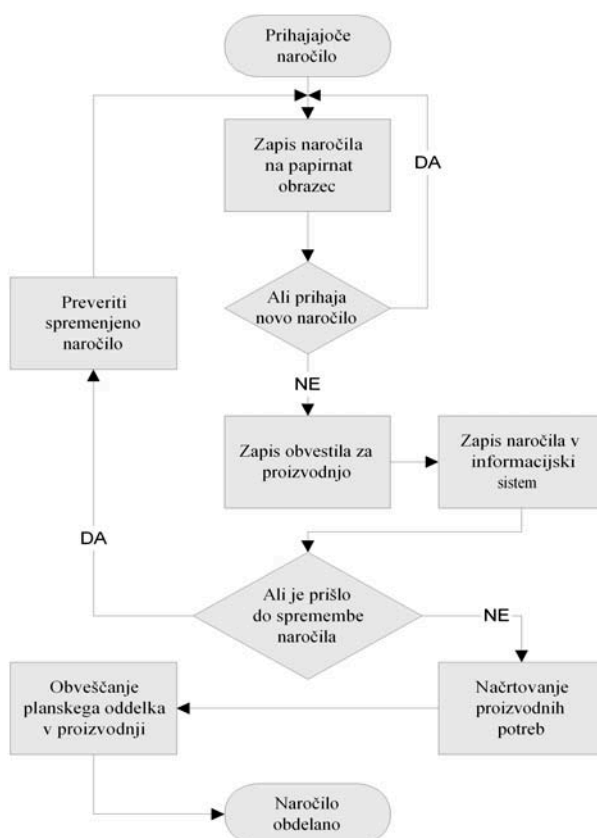 Prihajajoče
naročilo
Zapis naročila
na papirnat
obrazec
DA
Ali prihaja
novo naročilo
Preveriti
spremenjeno
naročilo
NE
Zapis obvestila za
proizvodnjo
Zapis naročila v
informacijski
sistem
DA
Ali je prišlo
do spremembe
naročila
NE
Obveščanje
planskega oddelka
v proizvodnji
Načrtovanje
proizvodnih
potreb
Naročilo
obdelano